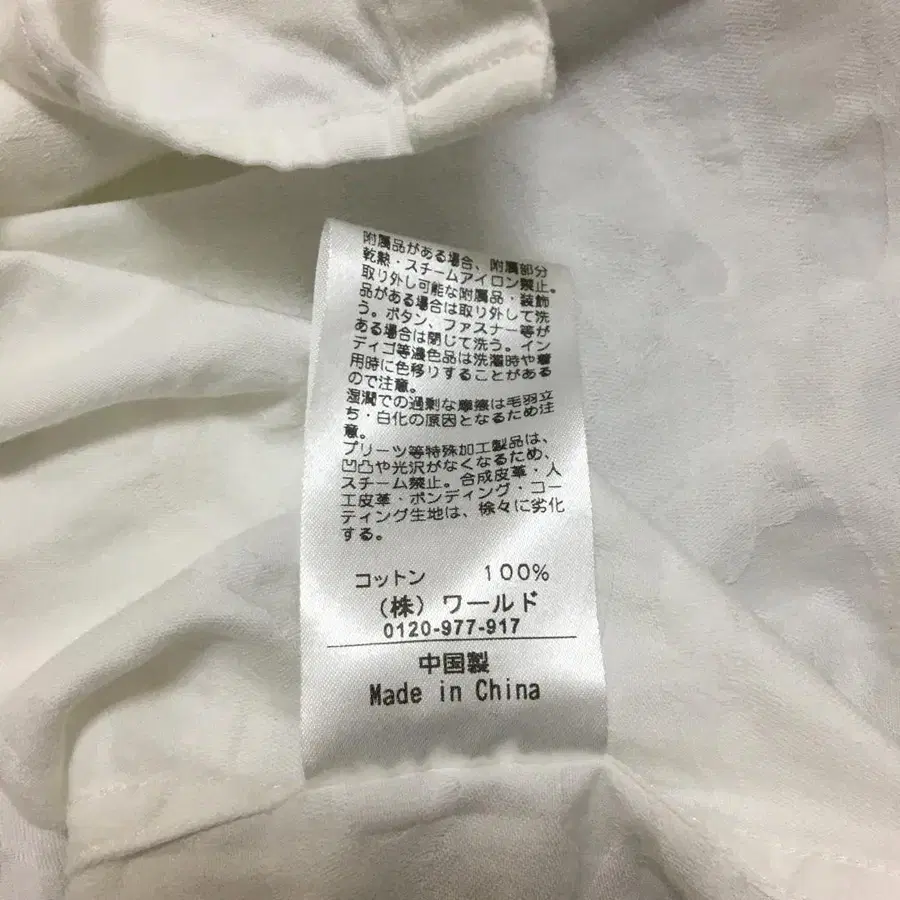 附属品がある場合、附属部分
乾熱・スチームアイロン禁止。
取り外し可能な附属品・装飾
品がある場合は取り外して洗
う。ボタン、ファスナー等が
ある場合は閉じて洗う。イン
ディゴ等濃色品は洗濯時や着
用時に色移りすることがある
ので注意。
湿潤での過剰な摩擦は毛羽立
ち・白化の原因となるため注
意。
プリーツ等特殊加工製品は、
凹凸や光沢がなくなるため、
スチーム禁止。合成皮革・人
工皮革・ボンディング・コー
ティング生地は、徐々に劣化
する。
コットン 100%
(株) ワールド
0120-977-917
中国製
Made in China